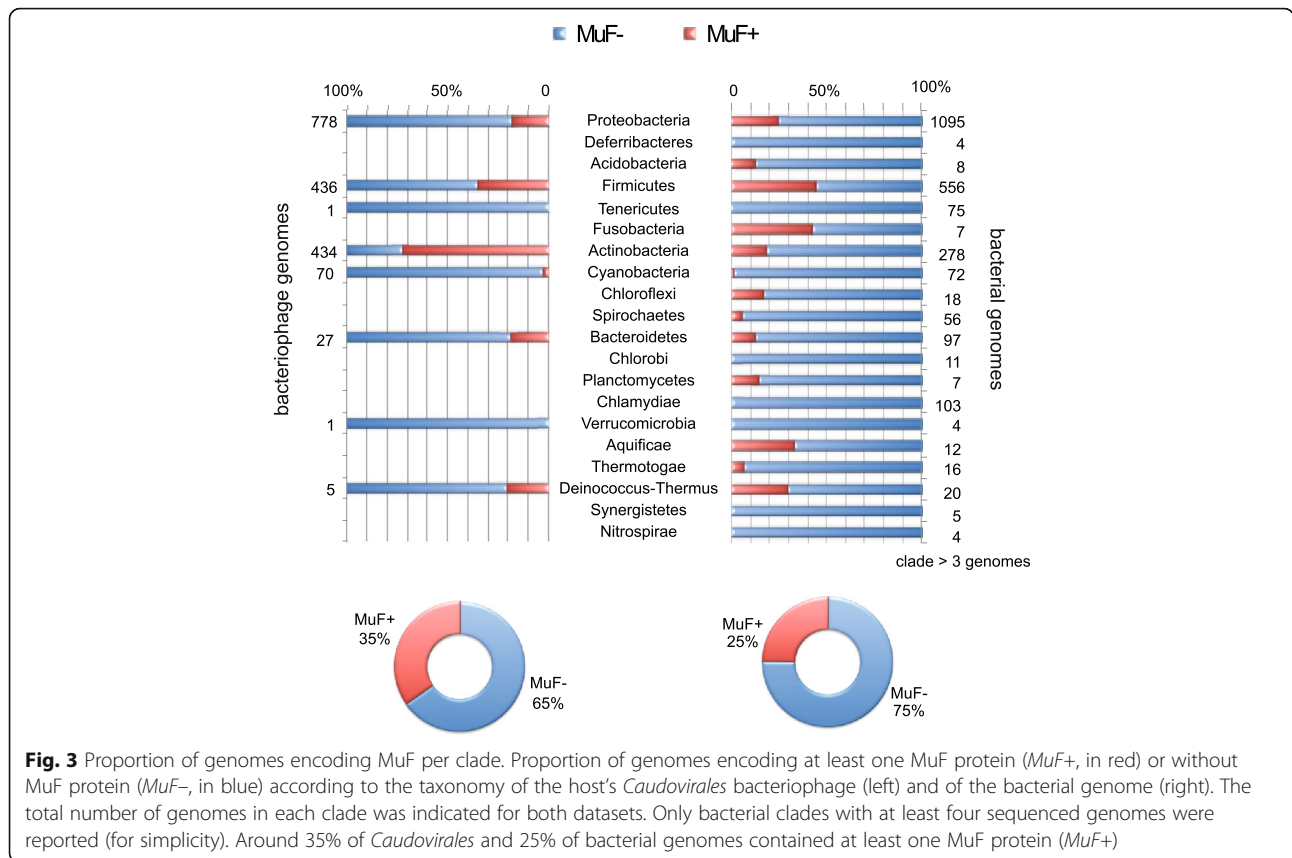 MuF- MuF+
100% 50% 0 0 50% 100%
778 Proteobacteria 1095
Deferribacteres 4
Acidobacteria 8
436 Firmicutes 556
1 Tenericutes 75
Fusobacteria 7
434 Actinobacteria 278
70 Cyanobacteria 72
Chloroflexi 18
Spirochaetes 56
27 Bacteroidetes 97
Chlorobi 11
Planctomycetes 7
Chlamydiae 103
1 Verrucomicrobia 4
Aquificae 12
Thermotogae 16
5 Deinococcus-Thermus 20
Synergistetes 5
Nitrospirae 4
bacteriophage genomes
bacterial genomes
clade > 3 genomes
MuF+
35%
MuF-
65%
MuF+
25%
MuF-
75%
Fig. 3 Proportion of genomes encoding MuF per clade. Proportion of genomes encoding at least one MuF protein (MuF+, in red) or without
MuF protein (MuF–, in blue) according to the taxonomy of the host's Caudovirales bacteriophage (left) and of the bacterial genome (right). The
total number of genomes in each clade was indicated for both datasets. Only bacterial clades with at least four sequenced genomes were
reported (for simplicity). Around 35% of Caudovirales and 25% of bacterial genomes contained at least one MuF protein (MuF+)